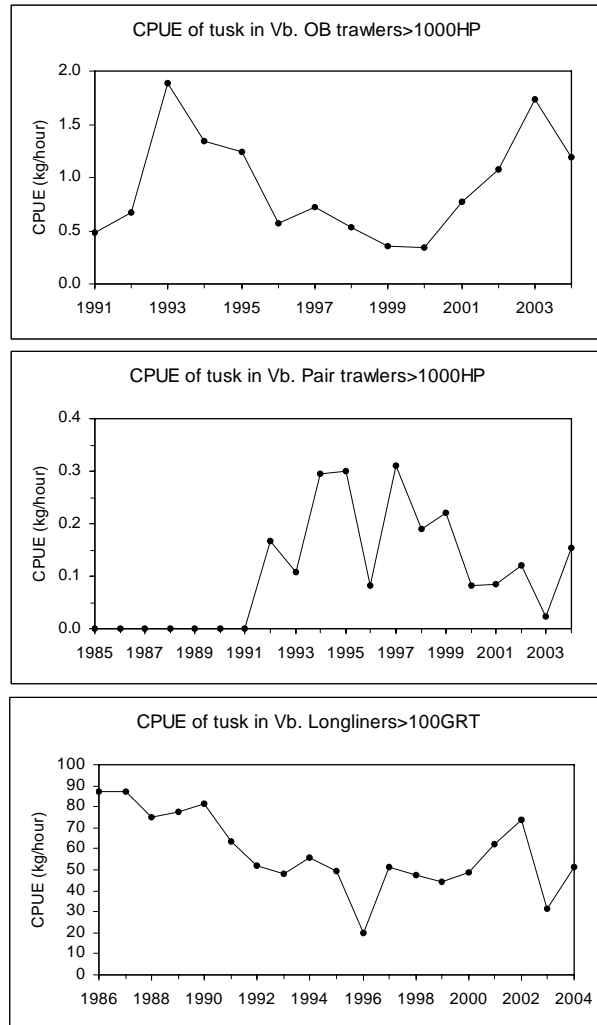 CPUE of tusk in Vb. OB trawlers>1000HP
2.0
1.5
1.0
0.5
0.0
CPUE (kg/hour)
1991 1993 1995 1997 1999 2001 2003
CPUE of tusk in Vb. Pair trawlers>1000HP
0.4
0.3
0.2
0.1
0.0
CPUE (kg/hour)
1985 1987 1989 1991 1993 1995 1997 1999 2001 2003
CPUE of tusk in Vb. Longliners>100GRT
100
90
80
70
60
50
40
30
20
10
0
CPUE (kg/hour)
1986 1988 1990 1992 1994 1996 1998 2000 2002 2004